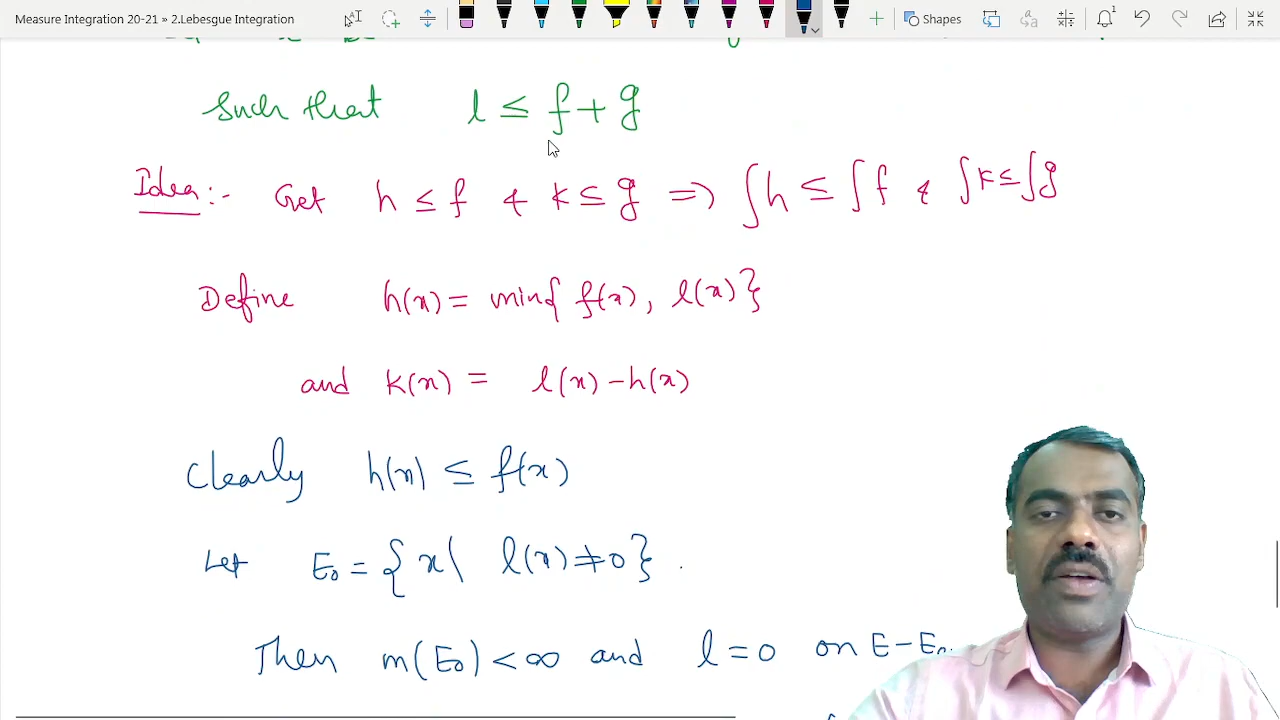 Measure Integration 20-21 » 2.Lebesgue Integration
Shapes
Such that l ≤ f + g
Idea:- Get h ≤ f & k ≤ g ⇒ ∫h ≤ ∫f & ∫k ≤ ∫g
Define h(x) = min{ f(x), l(x)}
and k(x) = l(x) - h(x)
Clearly h(x) ≤ f(x)
Let E₀ = { x \ l(x) ≠ 0 } .
Then m(E₀) < ∞ and l = 0 on E - E₀.